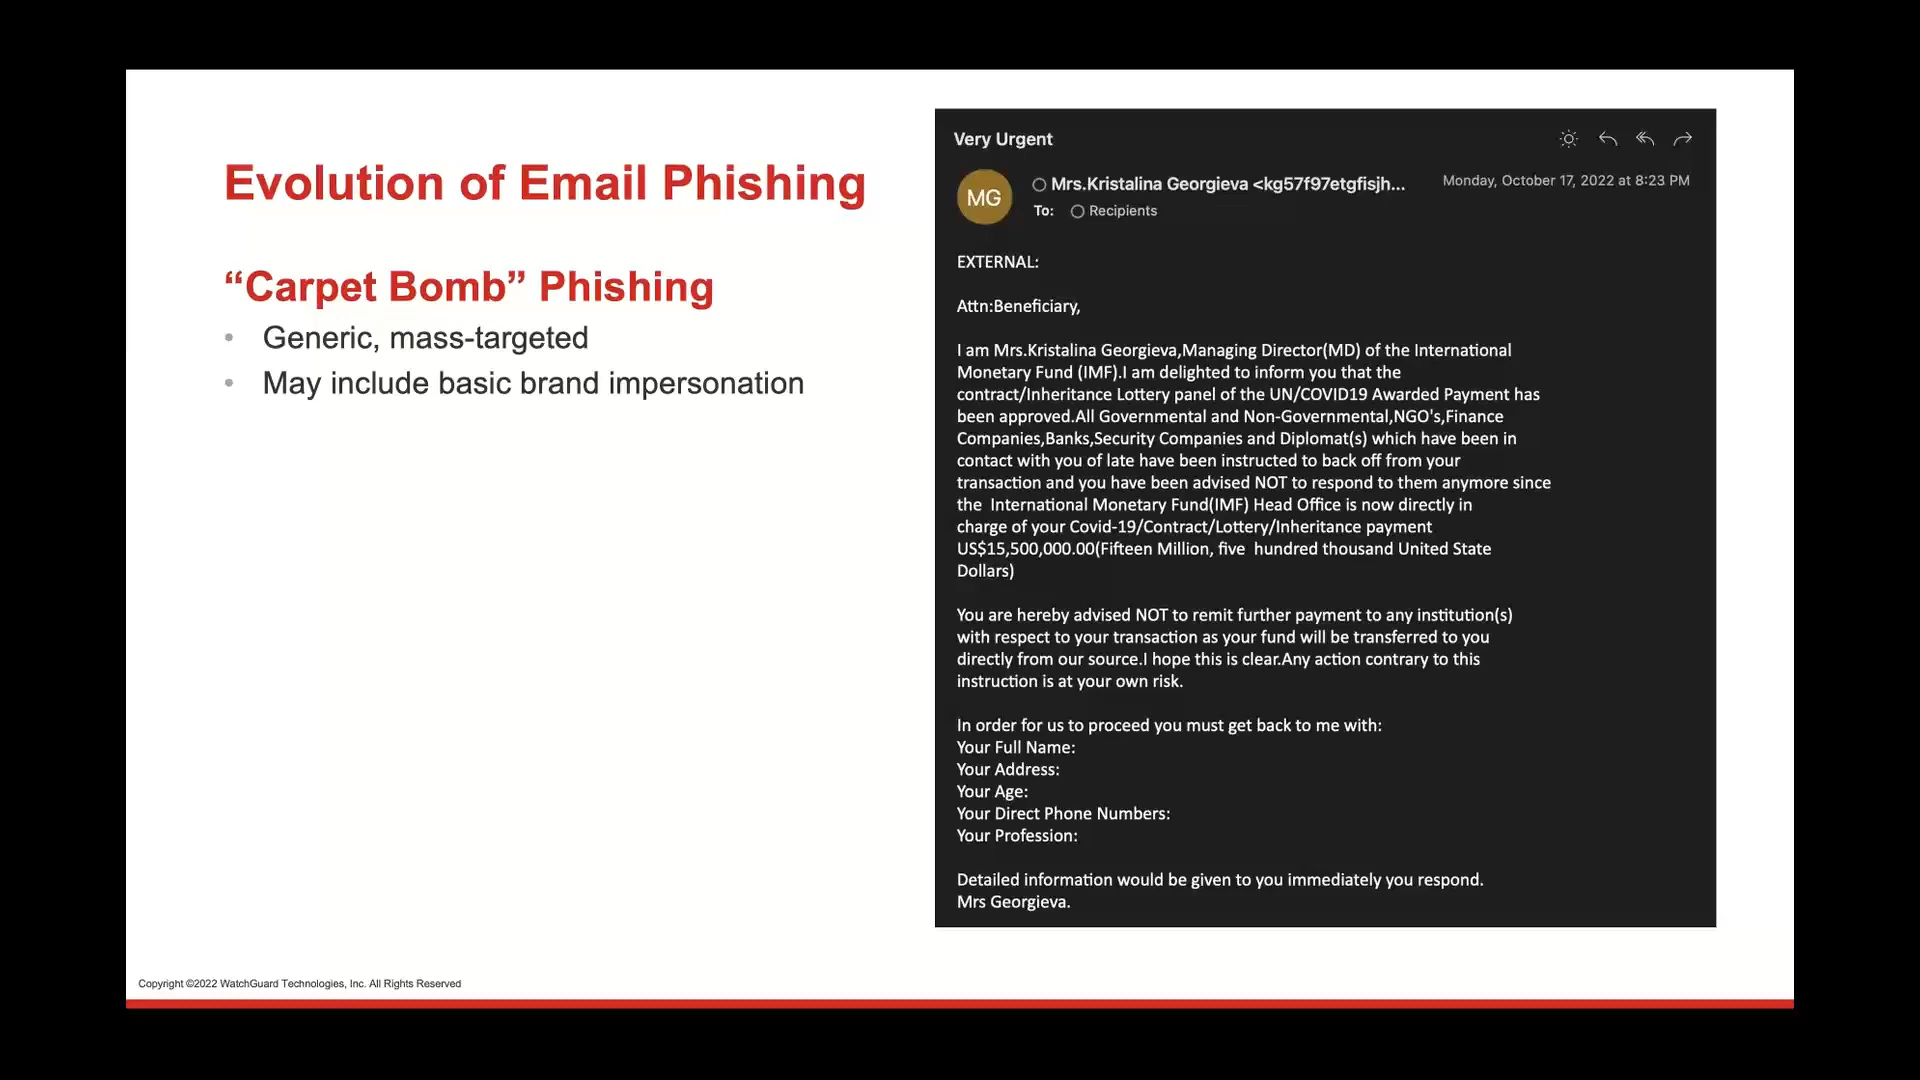 Evolution of Email Phishing
“Carpet Bomb” Phishing
• Generic, mass-targeted
• May include basic brand impersonation
Very Urgent
MG
Mrs.Kristalina Georgieva <kg57f97etgfisjh...
Monday, October 17, 2022 at 8:23 PM
To: Recipients
EXTERNAL:
Attn:Beneficiary,
I am Mrs.Kristalina Georgieva,Managing Director(MD) of the International
Monetary Fund (IMF).I am delighted to inform you that the
contract/Inheritance Lottery panel of the UN/COVID19 Awarded Payment has
been approved.All Governmental and Non-Governmental,NGO's,Finance
Companies,Banks,Security Companies and Diplomat(s) which have been in
contact with you of late have been instructed to back off from your
transaction and you have been advised NOT to respond to them anymore since
the  International Monetary Fund(IMF) Head Office is now directly in
charge of your Covid-19/Contract/Lottery/Inheritance payment
US$15,500,000.00(Fifteen Million, five  hundred thousand United State
Dollars)
You are hereby advised NOT to remit further payment to any institution(s)
with respect to your transaction as your fund will be transferred to you
directly from our source.I hope this is clear.Any action contrary to this
instruction is at your own risk.
In order for us to proceed you must get back to me with:
Your Full Name:
Your Address:
Your Age:
Your Direct Phone Numbers:
Your Profession:
Detailed information would be given to you immediately you respond.
Mrs Georgieva.
Copyright ©2022 WatchGuard Technologies, Inc. All Rights Reserved